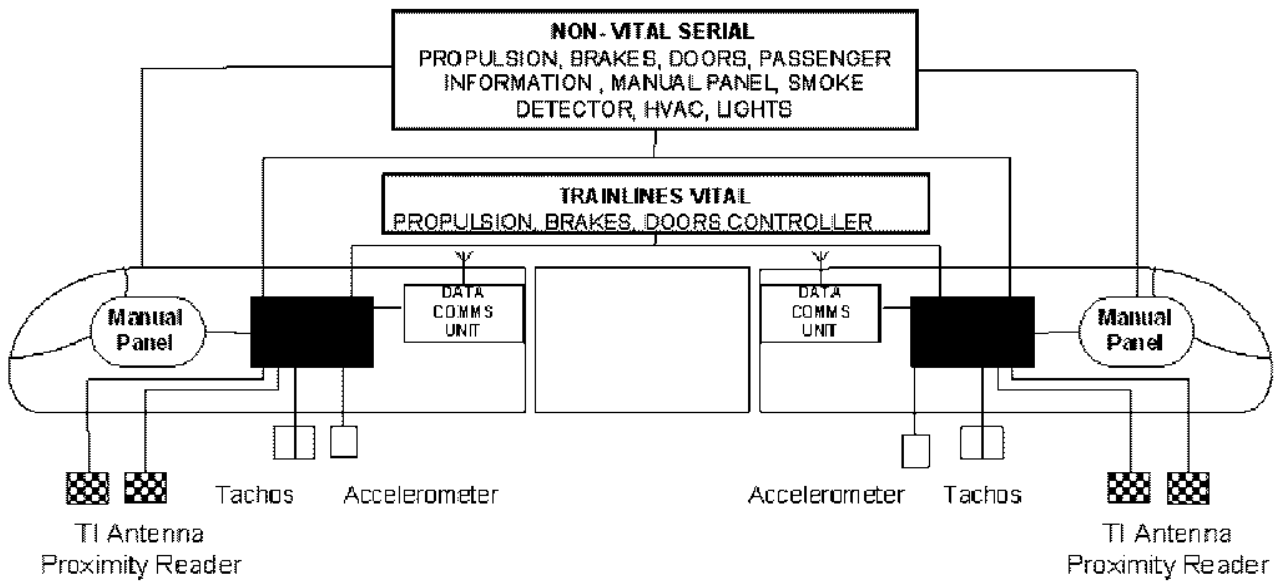 NON-VITAL SERIAL
PROPULSION, BRAKES, DOORS, PASSENGER
INFORMATION , MANUAL PANEL, SMOKE
DETECTOR, HVAC, LIGHTS
TRAINLINES VITAL
PROPULSION, BRAKES, DOORS CONTROLLER
Manual
Panel
DATA
COMMS
UNIT
DATA
COMMS
UNIT
Manual
Panel
Tachos
Accelerometer
Accelerometer
Tachos
TI Antenna
Proximity Reader
TI Antenna
Proximity Reader